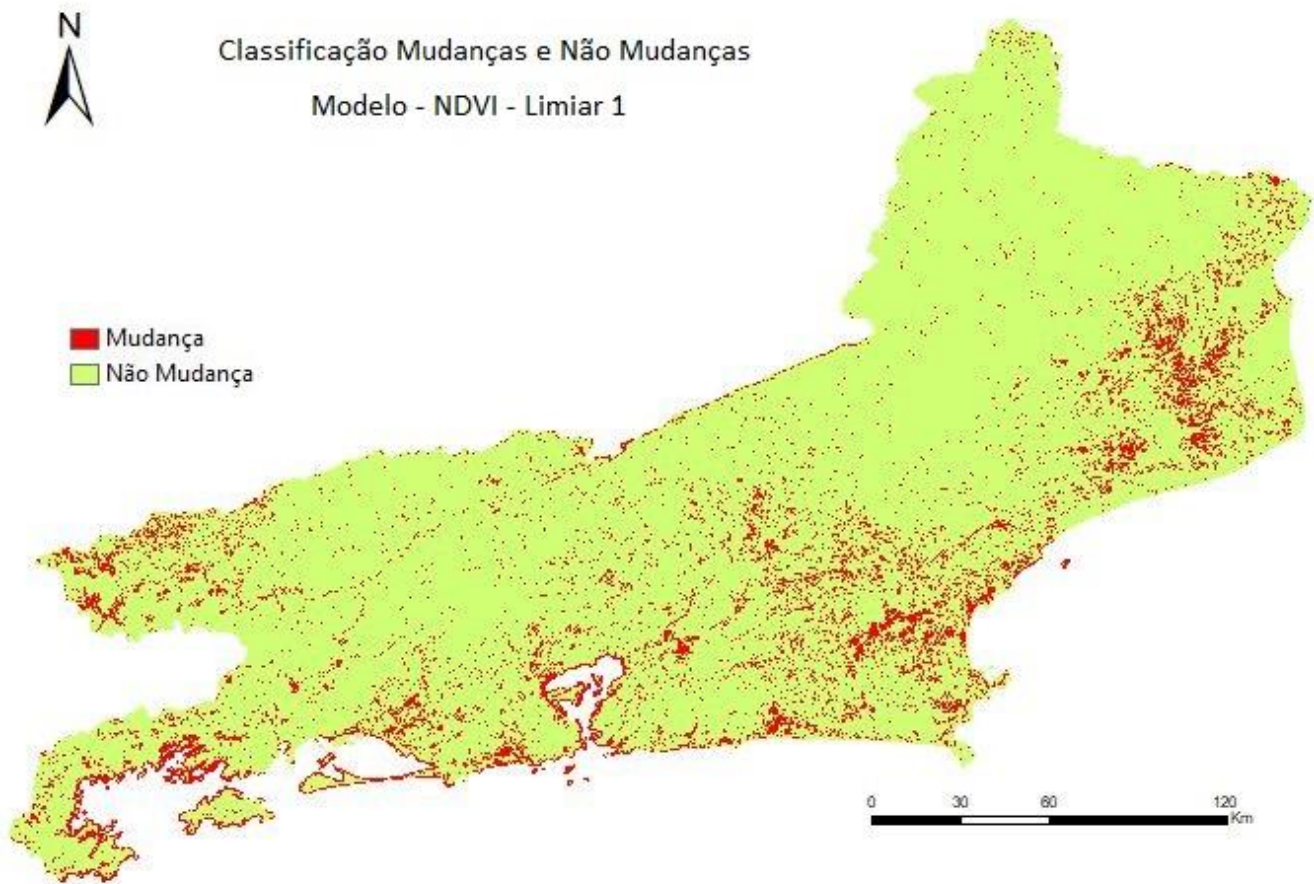 N
Classificação Mudanças e Não Mudanças
Modelo - NDVI - Limiar 1
Mudança
Não Mudança
0 30 60 120
Km